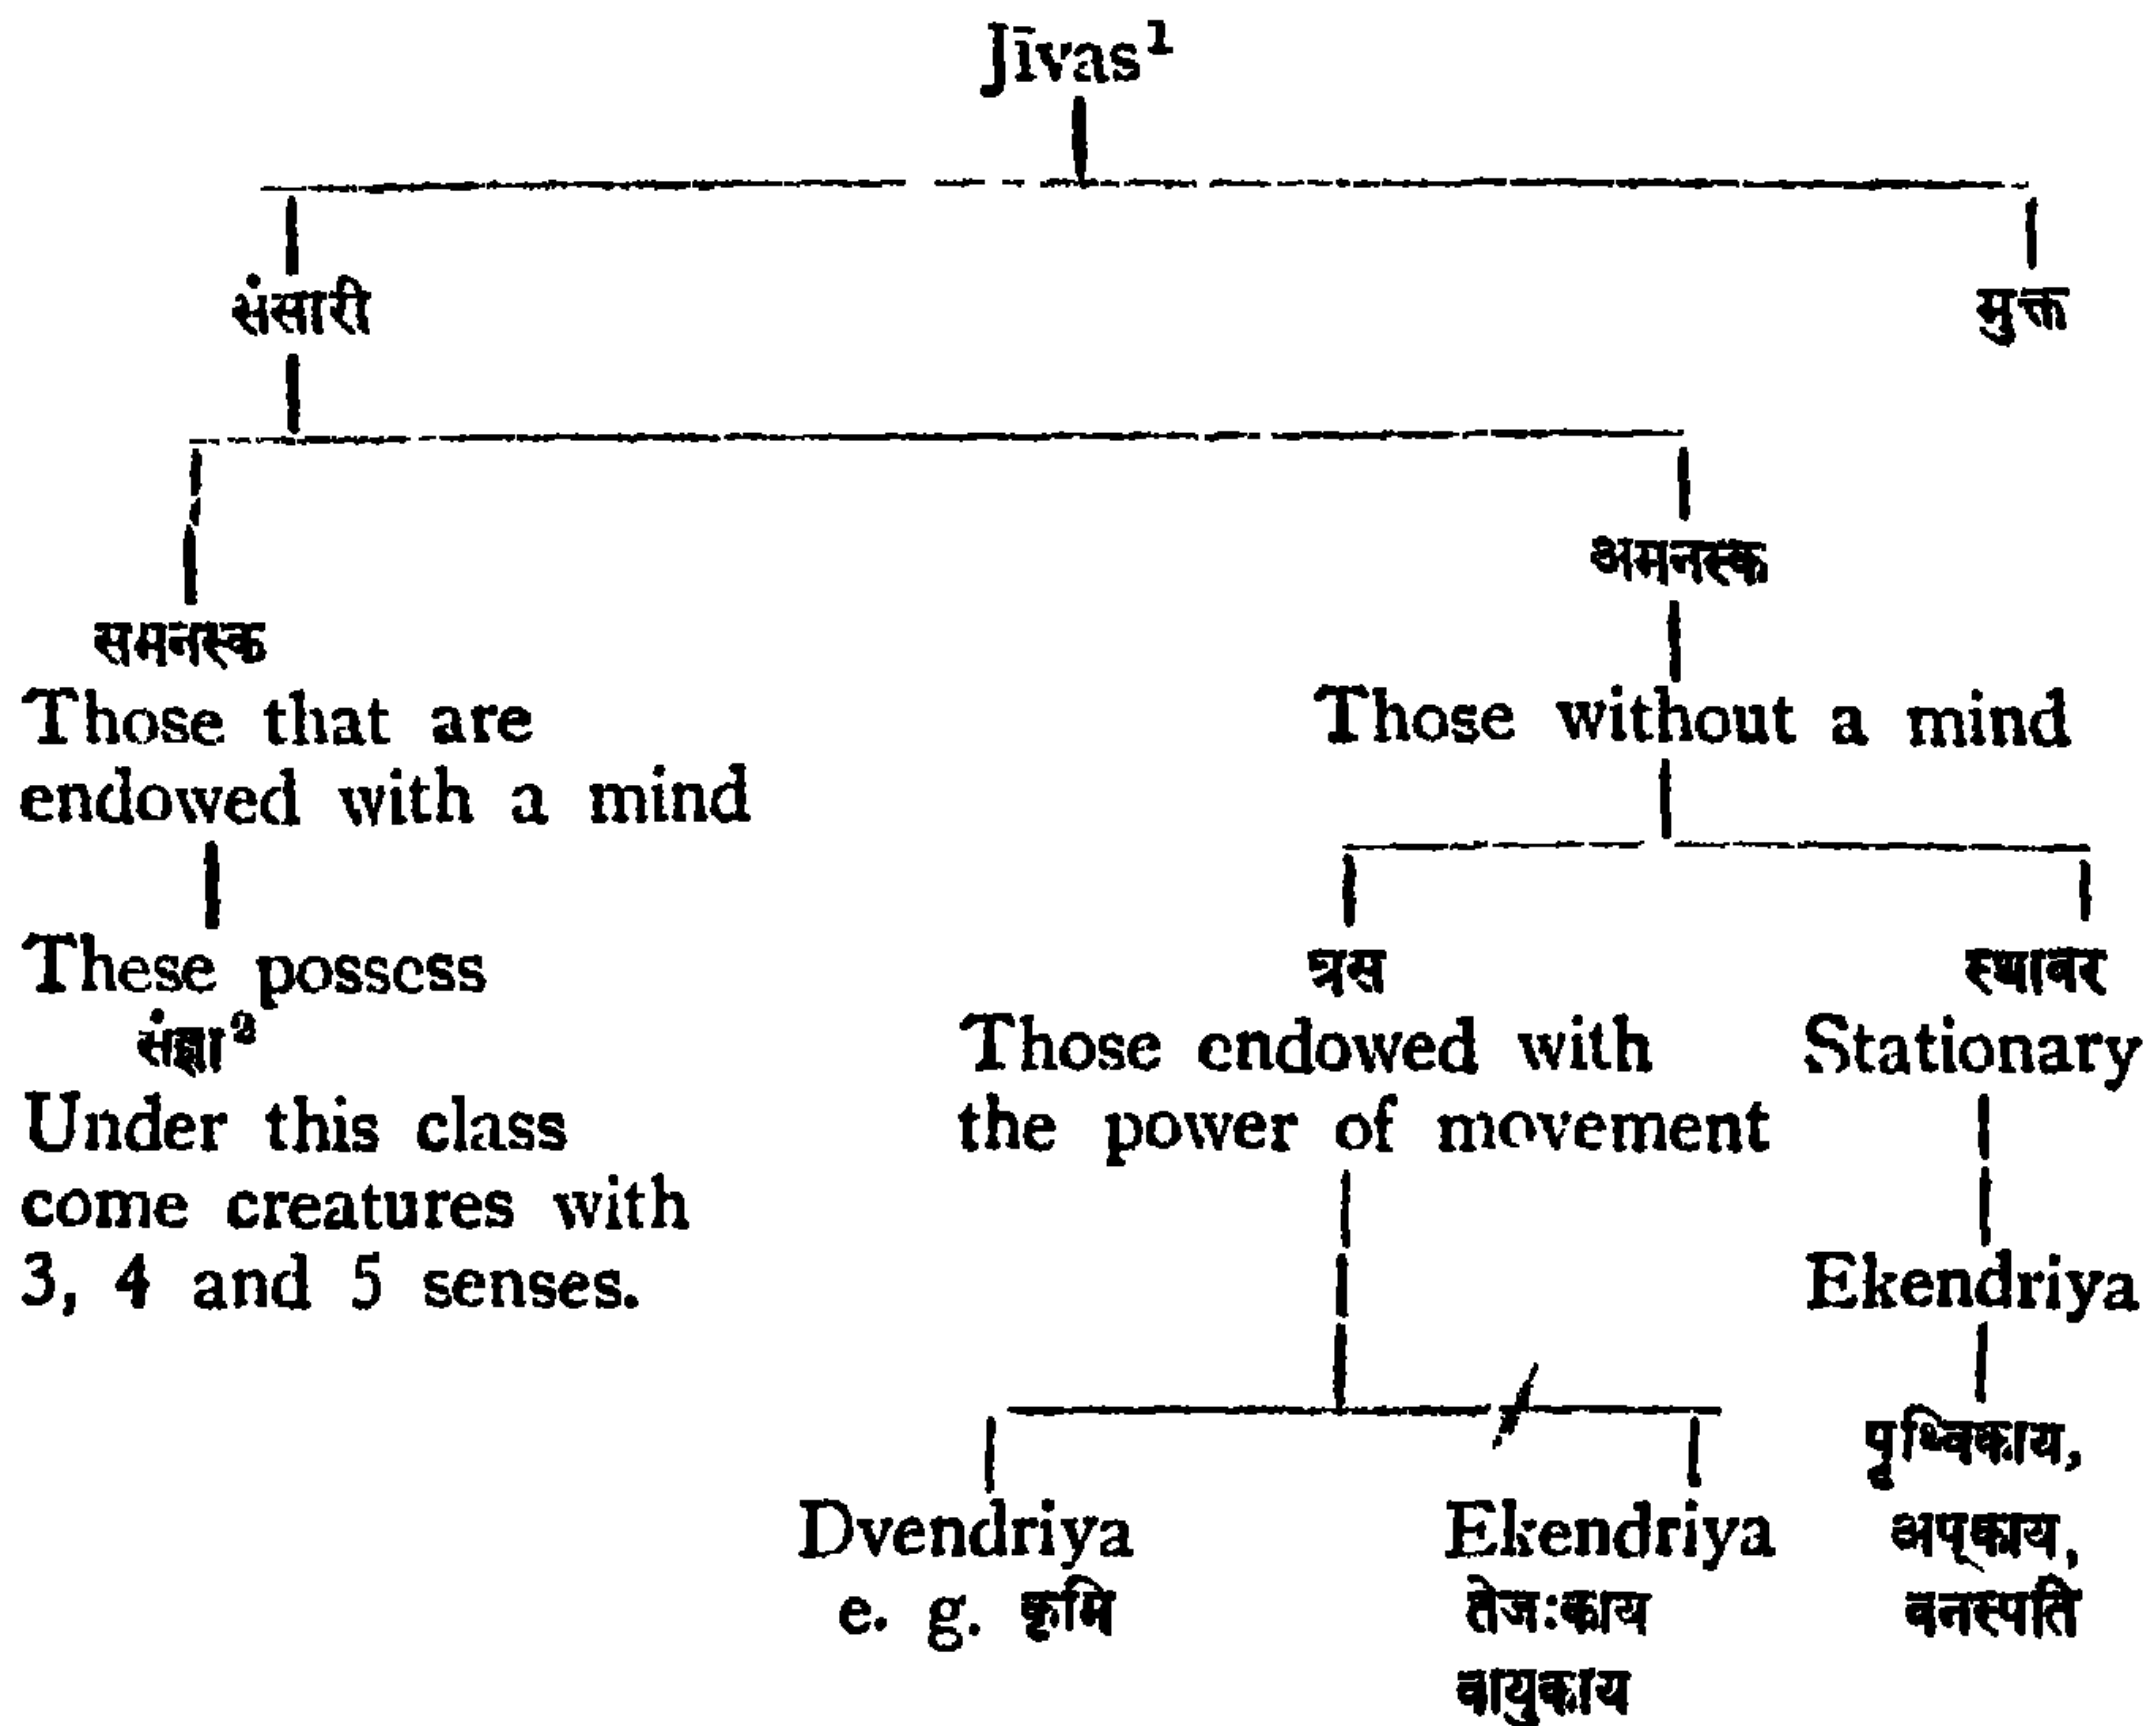 Jīvas¹
संसारी
मुक्त
समनस्क
Those that are
endowed with a mind
These possess
संज्ञा²
Under this class
come creatures with
3, 4 and 5 senses.
अमनस्क
Those without a mind
त्रस
Those endowed with
the power of movement
Dvendriya
e. g. कृमि
Ekendriya
तेजःकाय
वायुकाय
स्थावर
Stationary
Ekendriya
पृथ्विकाय,
अप्काय,
वनस्पति